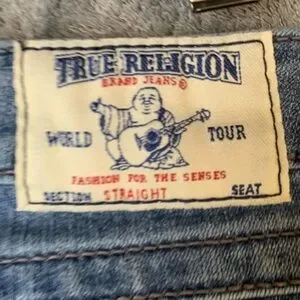 TRUE RELIGION
BRAND JEANS®
WORLD TOUR
FASHION FOR THE SENSES
SECTION STRAIGHT SEAT